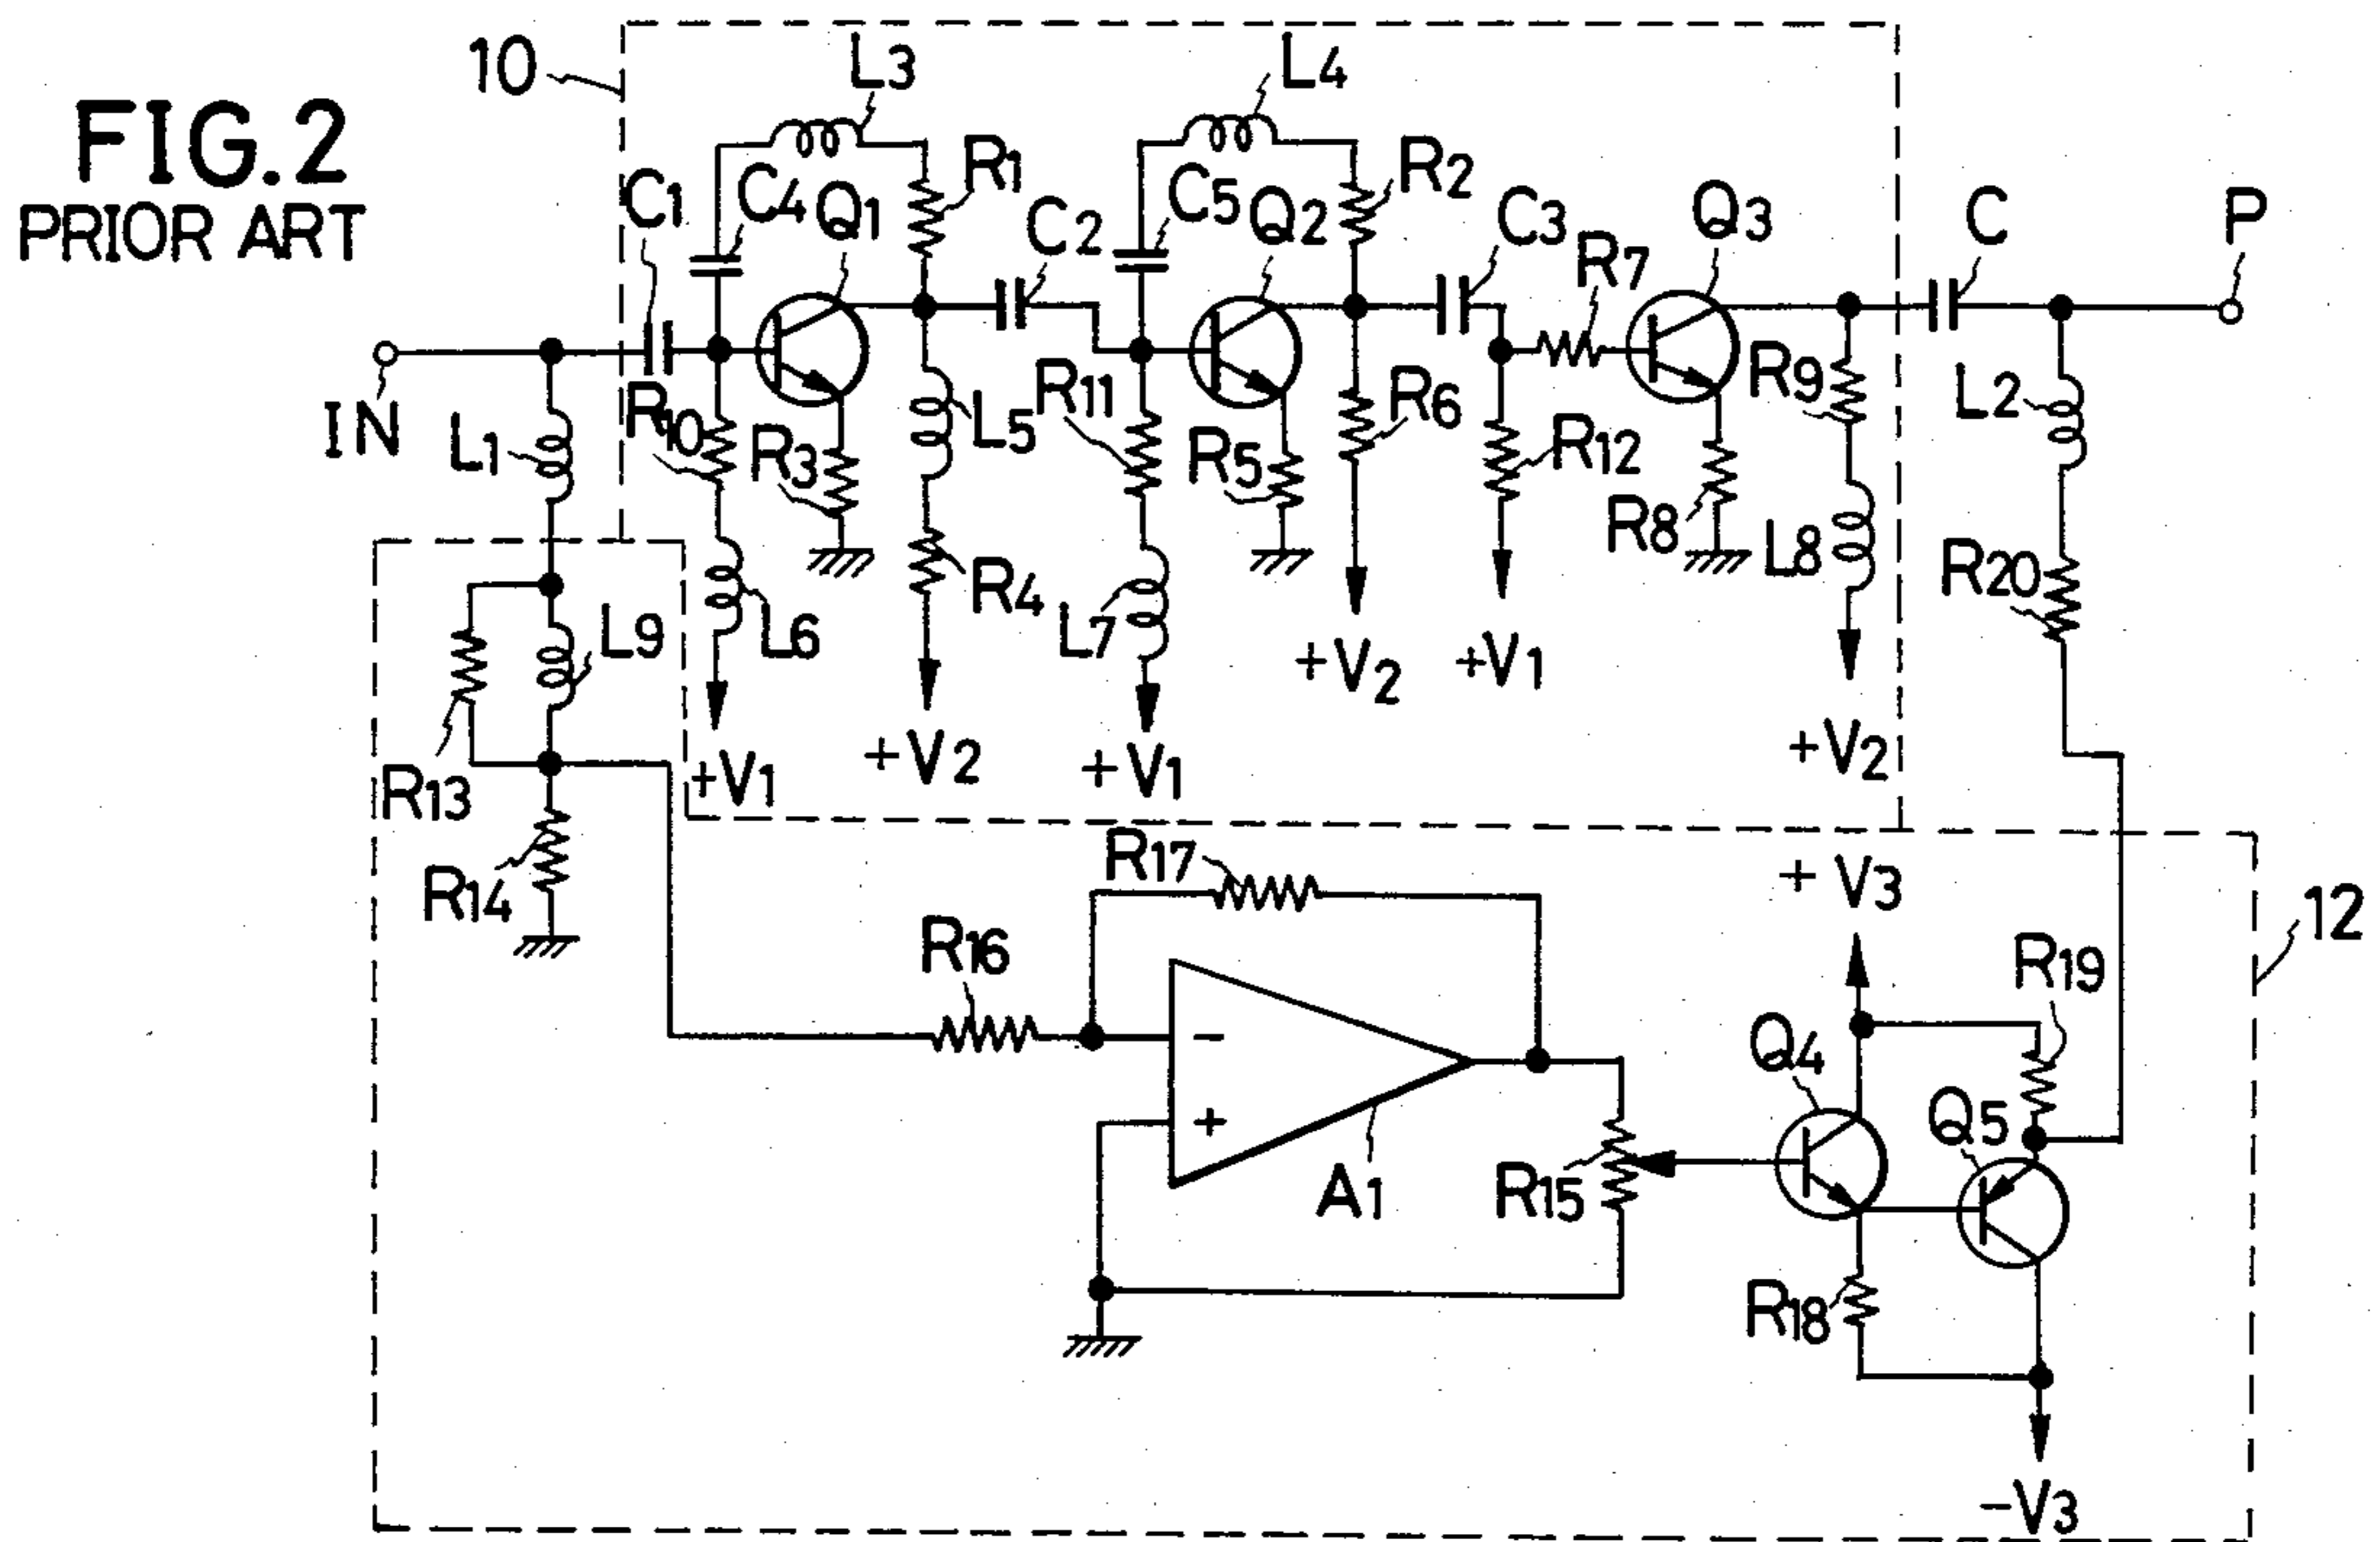 FIG.2
PRIOR ART
10
L3
L4
C1
C4
Q1
R1
C2
C5
Q2
R2
C3
R7
Q3
C
P
IN
L1
R10
R3
L5
R11
R5
R6
R12
R8
R9
L8
L2
R20
L9
L6
R4
L7
+V2
+V1
R13
+V1
+V2
+V1
+V2
R14
R17
+V3
12
R16
R19
Q4
Q5
-
+
A1
R15
R18
-V3